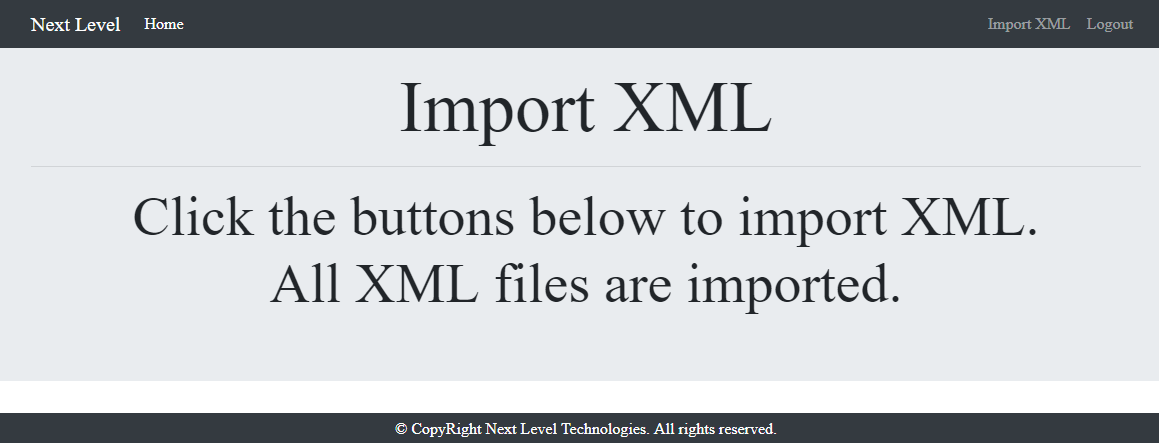 Next Level Home Import XML Logout
Import XML
Click the buttons below to import XML.
All XML files are imported.
© CopyRight Next Level Technologies. All rights reserved.